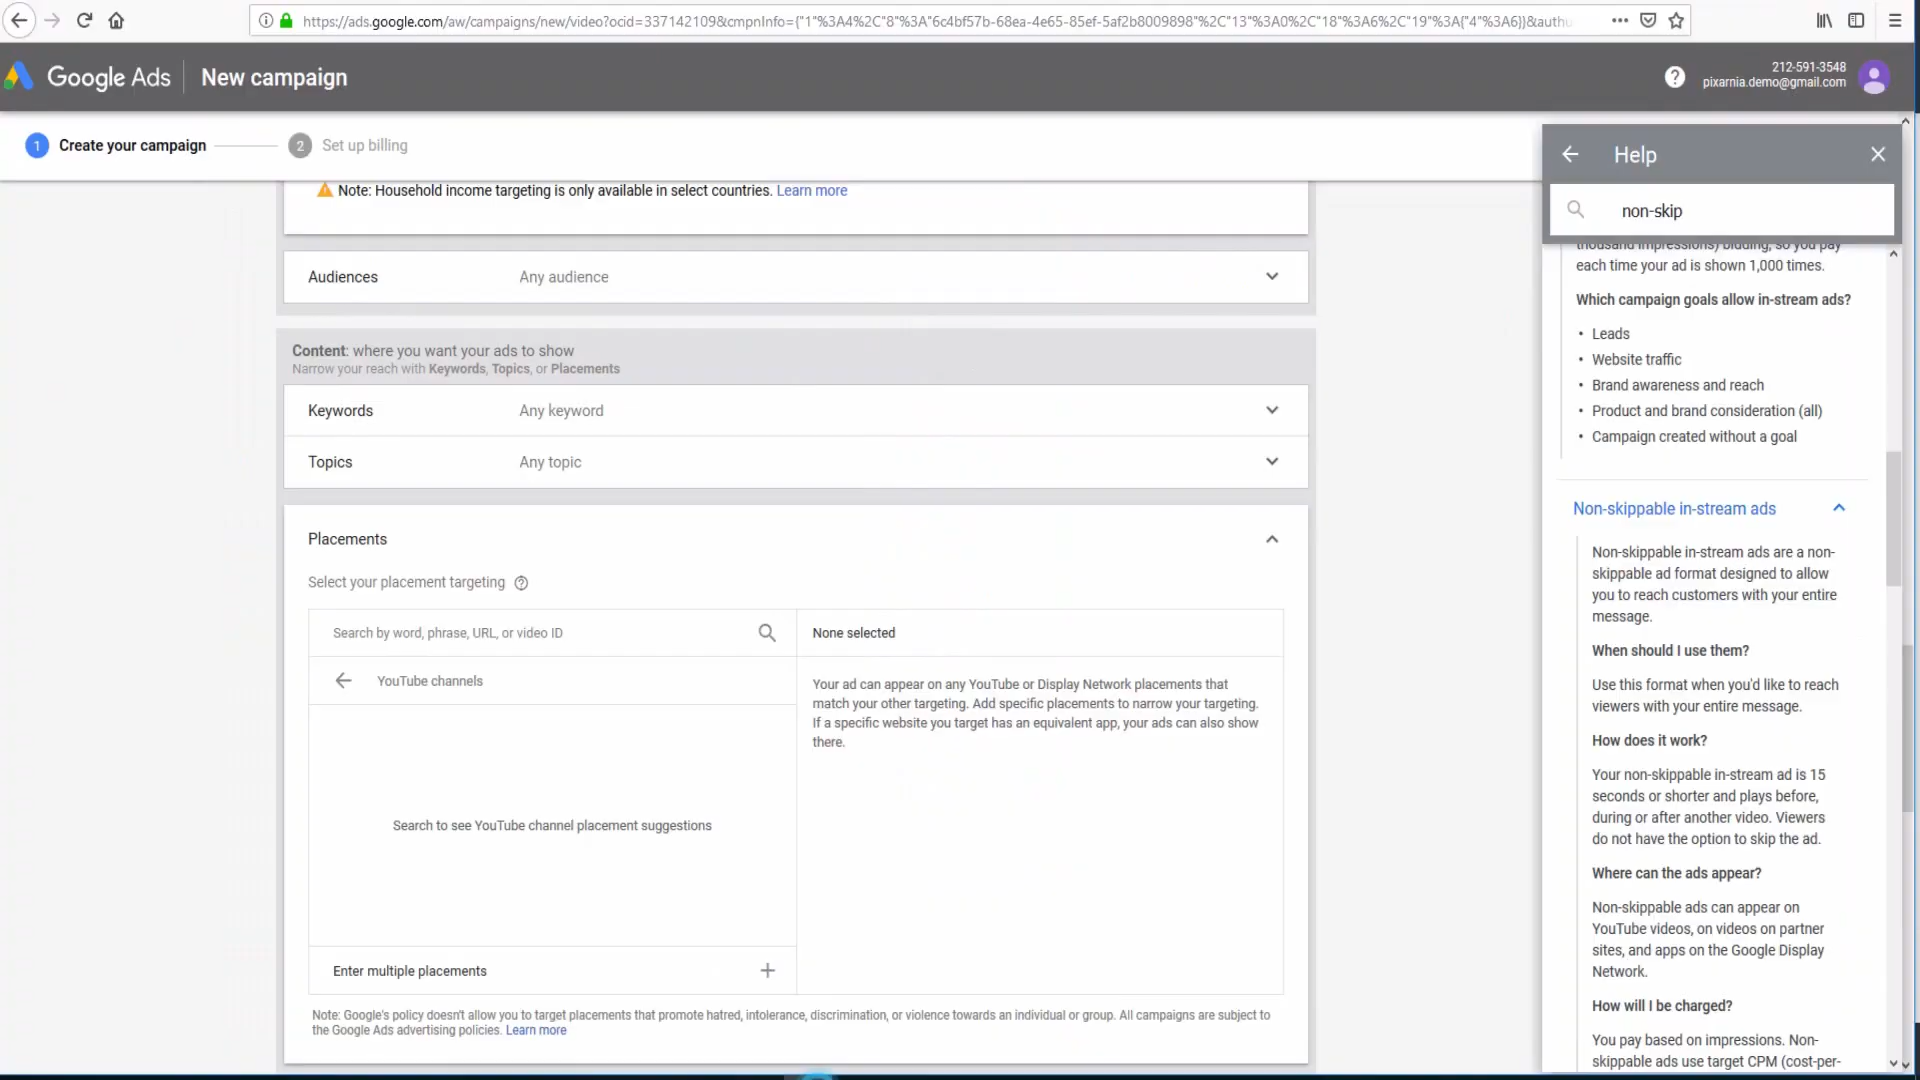 https://ads.google.com/aw/campaigns/new/video?ocid=337142109&cmpnInfo={"1"%3A4%2C"8"%3A"6c4bf57b-68ea-4e65-85ef-5af2b8009898"%2C"13"%3A0%2C"18"%3A6%2C"19"%3A{"4"%3A6}}&authu
Google Ads
New campaign
212-591-3548
pixarnia.demo@gmail.com
1 Create your campaign
2 Set up billing
Note: Household income targeting is only available in select countries. Learn more
Audiences
Any audience
Content: where you want your ads to show
Narrow your reach with Keywords, Topics, or Placements
Keywords
Any keyword
Topics
Any topic
Placements
Select your placement targeting
Search by word, phrase, URL, or video ID
YouTube channels
Search to see YouTube channel placement suggestions
Enter multiple placements
None selected
Your ad can appear on any YouTube or Display Network placements that
match your other targeting. Add specific placements to narrow your targeting.
If a specific website you target has an equivalent app, your ads can also show
there.
Note: Google's policy doesn't allow you to target placements that promote hatred, intolerance, discrimination, or violence towards an individual or group. All campaigns are subject to
the Google Ads advertising policies. Learn more
Help
non-skip
thousand impressions) bidding, so you pay
each time your ad is shown 1,000 times.
Which campaign goals allow in-stream ads?
• Leads
• Website traffic
• Brand awareness and reach
• Product and brand consideration (all)
• Campaign created without a goal
Non-skippable in-stream ads
Non-skippable in-stream ads are a non-
skippable ad format designed to allow
you to reach customers with your entire
message.
When should I use them?
Use this format when you'd like to reach
viewers with your entire message.
How does it work?
Your non-skippable in-stream ad is 15
seconds or shorter and plays before,
during or after another video. Viewers
do not have the option to skip the ad.
Where can the ads appear?
Non-skippable ads can appear on
YouTube videos, on videos on partner
sites, and apps on the Google Display
Network.
How will I be charged?
You pay based on impressions. Non-
skippable ads use target CPM (cost-per-